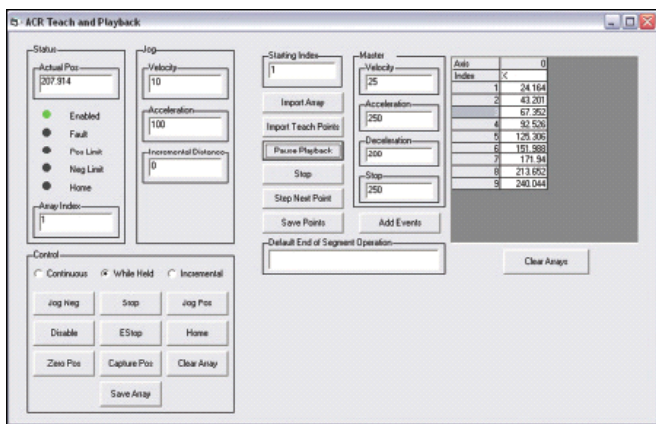 ACR Teach and Playback
Status
Actual Pos
207.914
Enabled
Fault
Pos Limit
Neg Limit
Home
Array Index
1
Jog
Velocity
10
Acceleration
100
Incremental Distance
0
Control
Continuous While Held Incremental
Jog Neg Stop Jog Pos
Disable EStop Home
Zero Pos Capture Pos Clear Array
Save Array
Starting Index
1
Import Array
Import Teach Points
Pause Playback
Stop
Step Next Point
Save Points
Master
Velocity
25
Acceleration
250
Deceleration
200
Stop
250
Add Events
Default End of Segment Operation
Axis 0
Index X
1 24.164
2 43.201
67.352
4 92.526
5 125.306
6 151.988
7 171.94
8 213.652
9 240.044
Clear Arrays